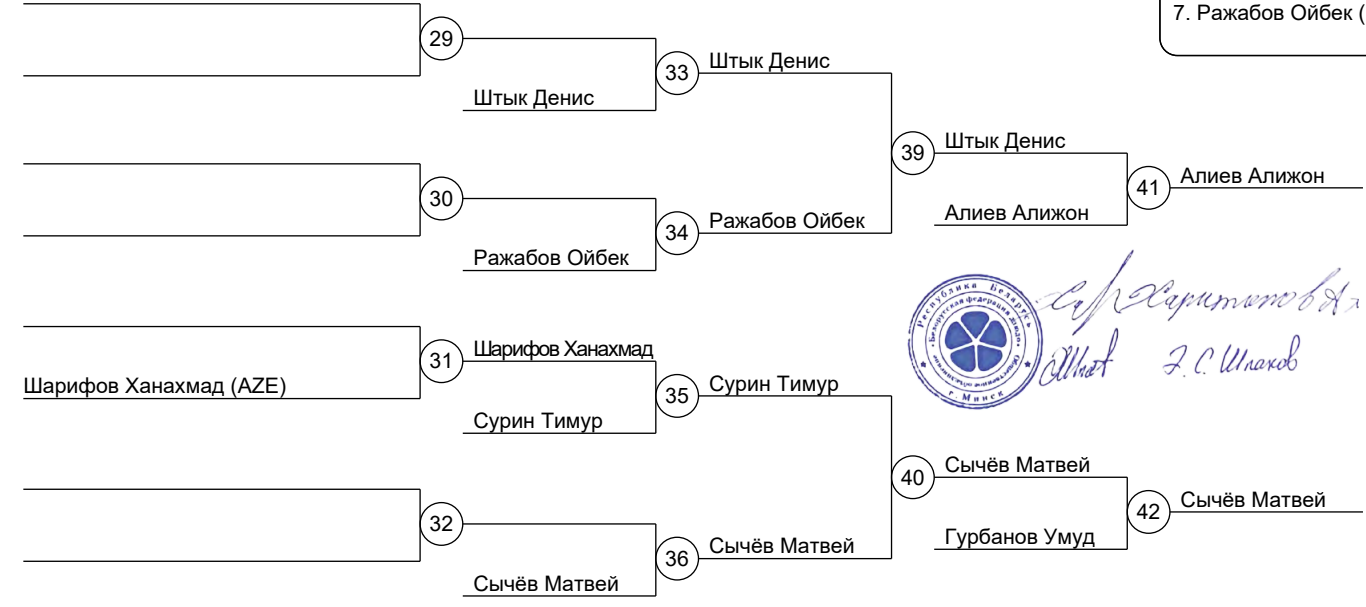 7. Ражабов Ойбек (
29
Штык Денис
33
Штык Денис
39
Штык Денис
41
Алиев Алижон
Алиев Алижон
30
Ражабов Ойбек
34
Ражабов Ойбек
Республика Беларусь
г. Минск
31
Шарифов Ханахмад
Шарифов Ханахмад (AZE)
35
Сурин Тимур
Сурин Тимур
40
Сычёв Матвей
42
Сычёв Матвей
Гурбанов Умуд
32
36
Сычёв Матвей
Сычёв Матвей